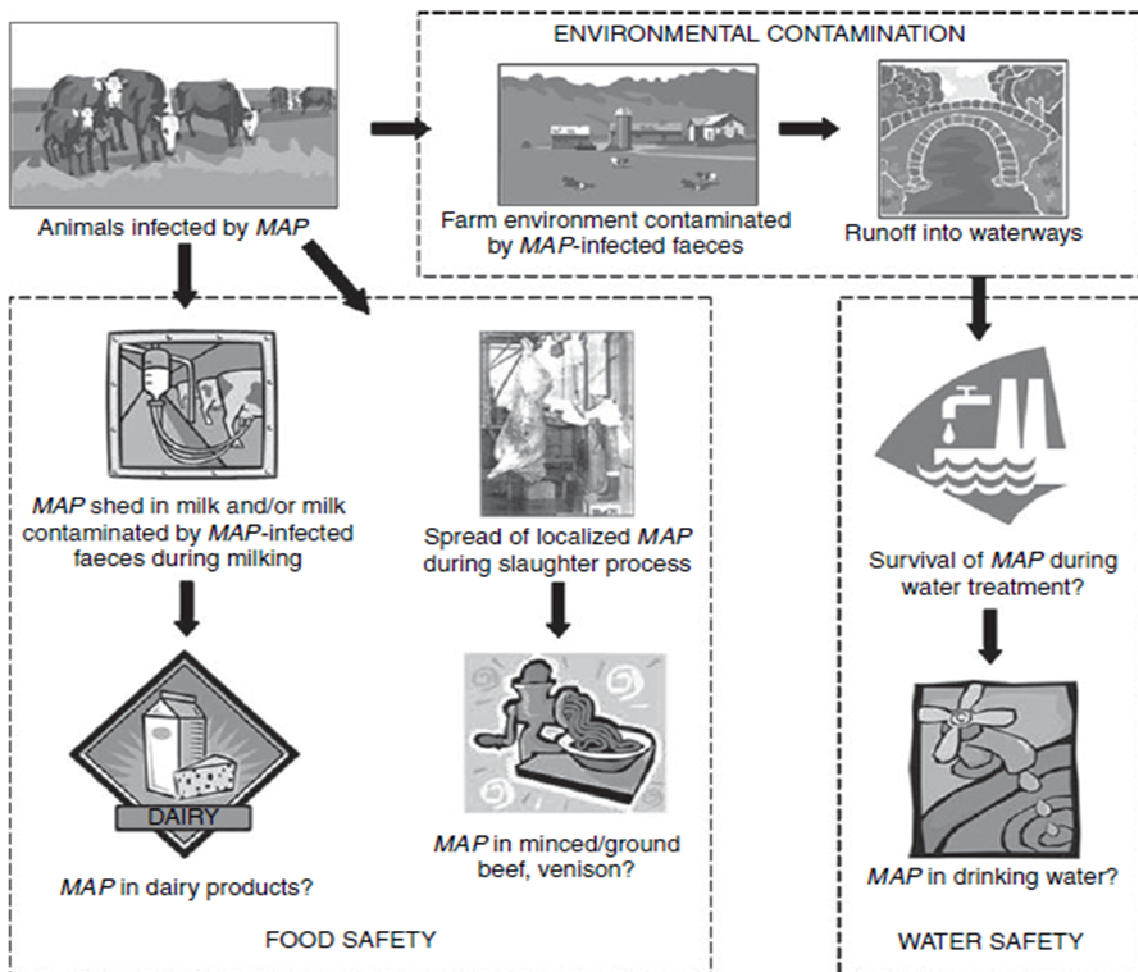 ENVIRONMENTAL CONTAMINATION
Animals infected by MAP
Farm environment contaminated
by MAP-infected faeces
Runoff into waterways
MAP shed in milk and/or milk
contaminated by MAP-infected
faeces during milking
Spread of localized MAP
during slaughter process
Survival of MAP during
water treatment?
DAIRY
MAP in dairy products?
MAP in minced/ground
beef, venison?
MAP in drinking water?
FOOD SAFETY
WATER SAFETY